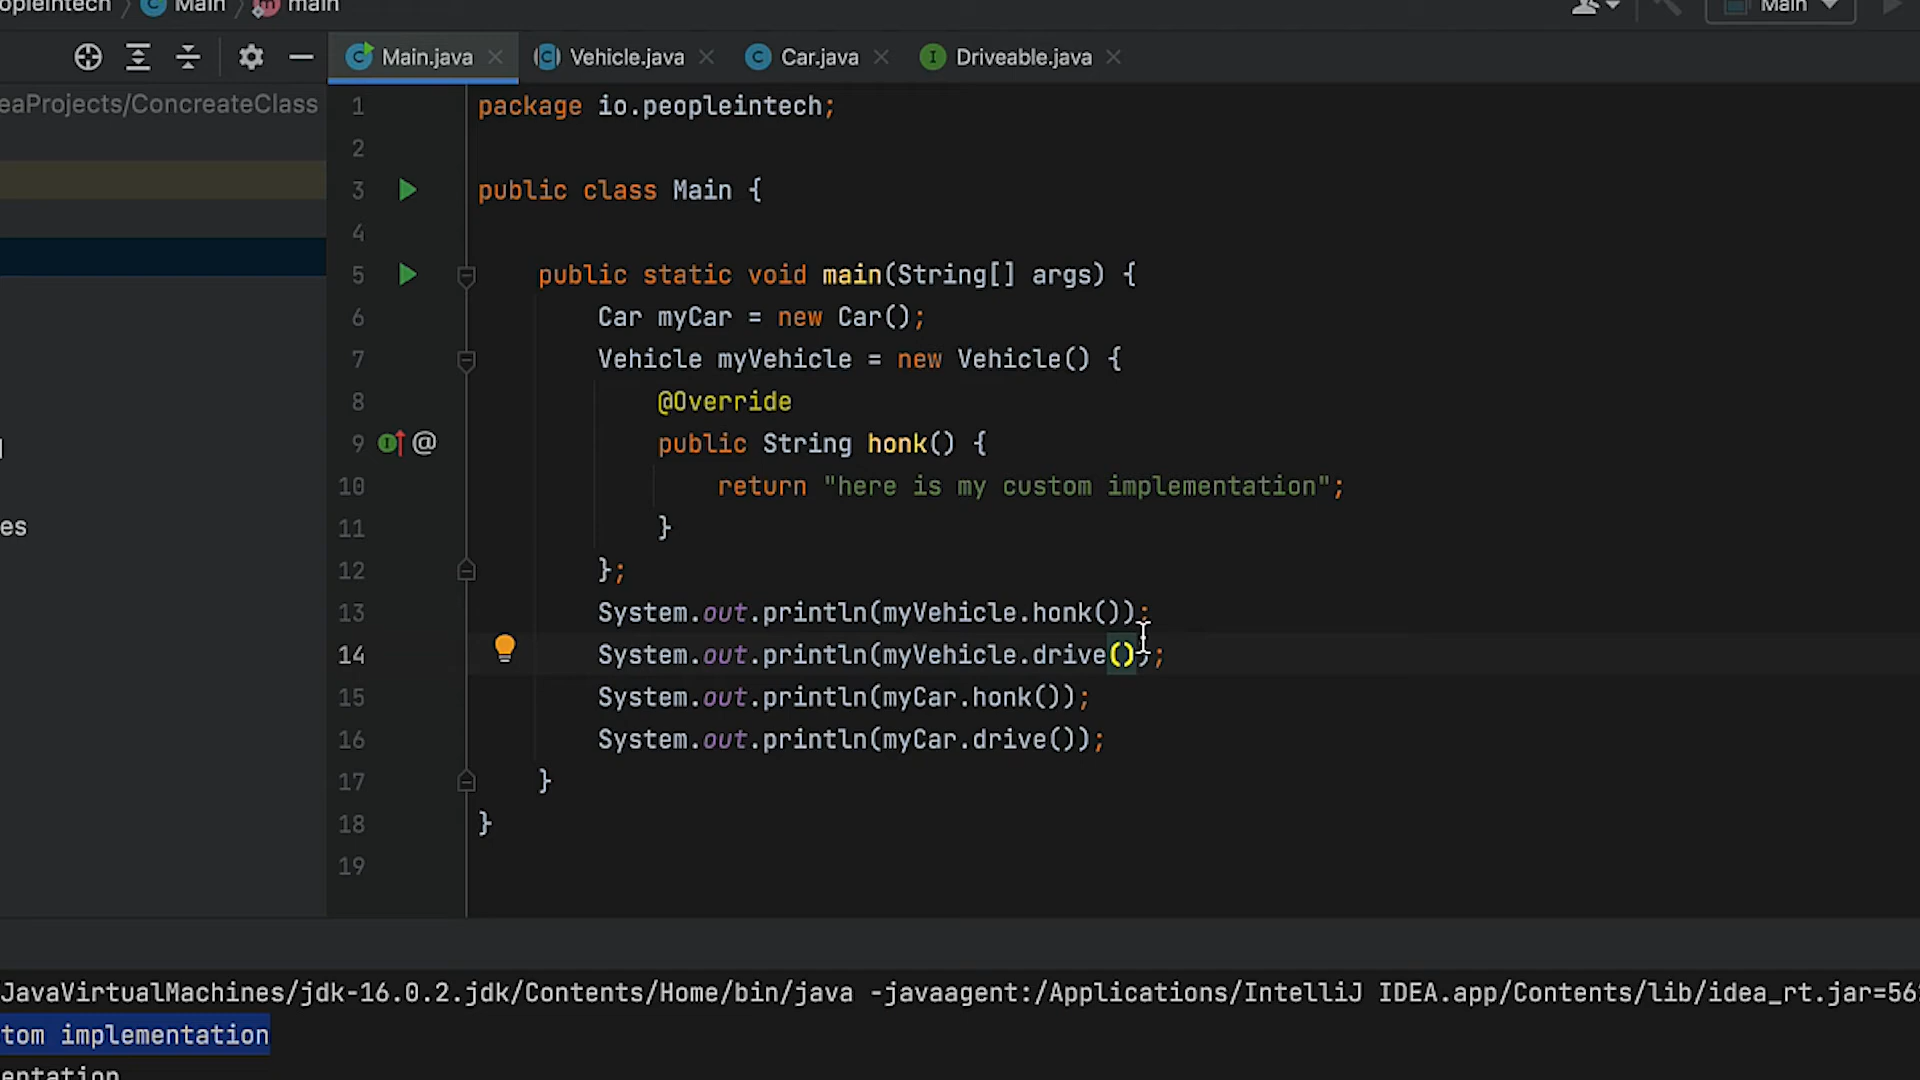 opleintech Main main Main
Main.java Vehicle.java Car.java Driveable.java
eaProjects/ConcreateClass
1 package io.peopleintech;
2
3 public class Main {
4
5 public static void main(String[] args) {
6 Car myCar = new Car();
7 Vehicle myVehicle = new Vehicle() {
8 @Override
9 @ public String honk() {
10 return "here is my custom implementation";
11 }
12 };
13 System.out.println(myVehicle.honk());
14 System.out.println(myVehicle.drive());
15 System.out.println(myCar.honk());
16 System.out.println(myCar.drive());
17 }
18 }
19
es
JavaVirtualMachines/jdk-16.0.2.jdk/Contents/Home/bin/java -javaagent:/Applications/IntelliJ IDEA.app/Contents/lib/idea_rt.jar=56
tom implementation
entation